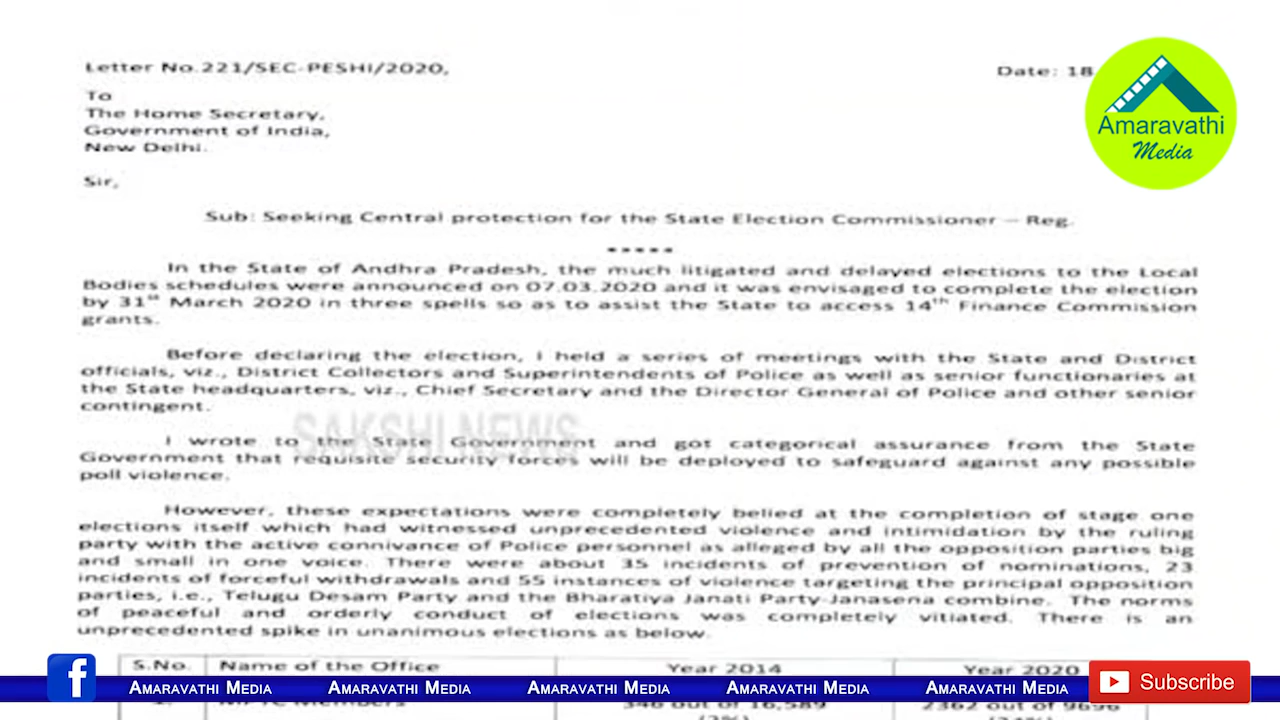 Letter No.221/SEC-PESHI/2020,
Date: 18
To
The Home Secretary,
Government of India,
New Delhi.
Sir,
Sub: Seeking Central protection for the State Election Commissioner – Reg.
*****
In the State of Andhra Pradesh, the much litigated and delayed elections to the Local
Bodies schedules were announced on 07.03.2020 and it was envisaged to complete the election
by 31st March 2020 in three spells so as to assist the State to access 14th Finance Commission
grants.
Before declaring the election, I held a series of meetings with the State and District
officials, viz., District Collectors and Superintendents of Police as well as senior functionaries at
the State headquarters, viz., Chief Secretary and the Director General of Police and other senior
contingent.
I wrote to the State Government and got categorical assurance from the State
Government that requisite security forces will be deployed to safeguard against any possible
poll violence.
However, these expectations were completely belied at the completion of stage one
elections itself which had witnessed unprecedented violence and intimidation by the ruling
party with the active connivance of Police personnel as alleged by all the opposition parties big
and small in one voice. There were about 35 incidents of prevention of nominations, 23
incidents of forceful withdrawals and 55 instances of violence targeting the principal opposition
parties, i.e., Telugu Desam Party and the Bharatiya Janati Party-Janasena combine. The norms
of peaceful and orderly conduct of elections was completely vitiated. There is an
unprecedented spike in unanimous elections as below.
S.No. Name of the Office Year 2014 Year 2020
346 out of 16,589 2362 out of 9696
SAKSHI NEWS
Amaravathi
Media
f
Amaravathi Media Amaravathi Media Amaravathi Media Amaravathi Media Amaravathi Media
Subscribe